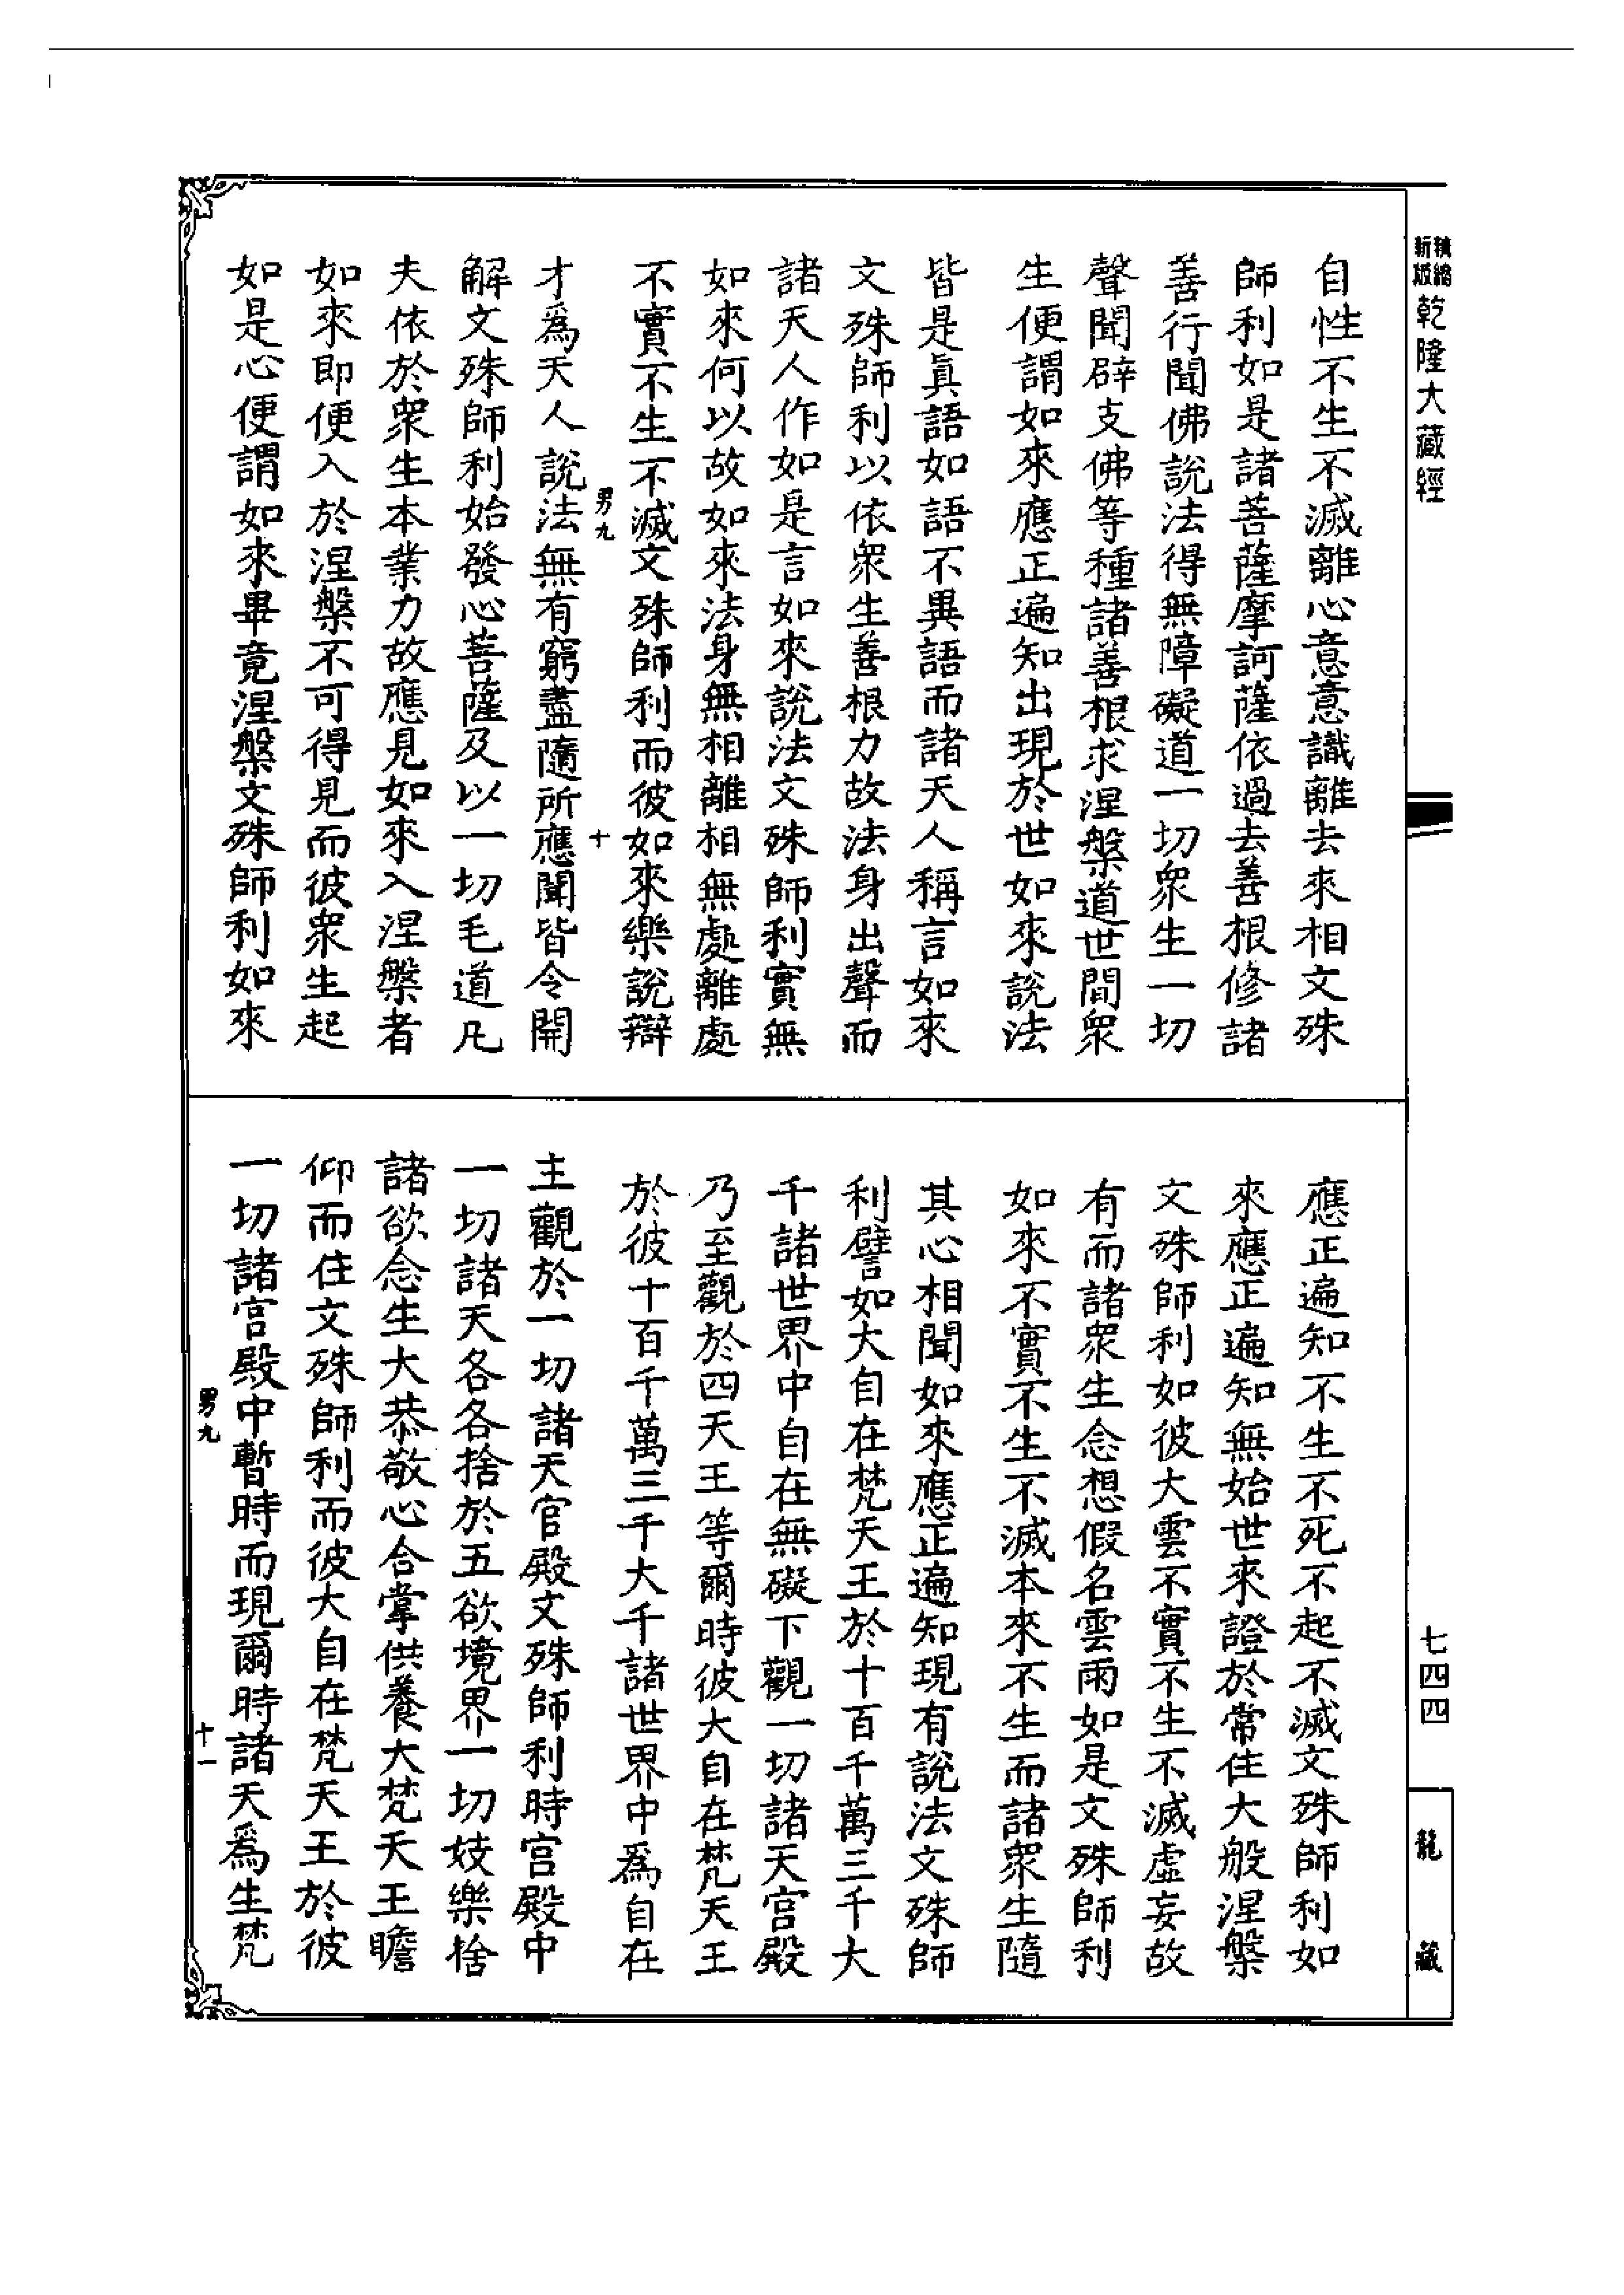 新版 精縮 乾隆大藏經
七四四
龍藏
自性不生不滅離心意意識離去來相文殊
師利如是諸菩薩摩訶薩依過去善根修諸
善行聞佛說法得無障礙道一切眾生一切
聲聞辟支佛等種諸善根求涅槃道世間眾
生便謂如來應正遍知出現於世如來說法
皆是真語如語不異語而諸天人稱言如來
文殊師利以依眾生善根力故法身出聲而
諸天人作如是言如來說法文殊師利實無
如來何以故如來法身無相離相無處離處
不實不生不滅文殊師利而彼如來樂說辯
男九 十
才為天人說法無有窮盡隨所應聞皆令開
解文殊師利始發心菩薩及以一切毛道凡
夫依於眾生本業力故應見如來入涅槃者
如來即便入於涅槃不可得見而彼眾生起
如是心便謂如來畢竟涅槃文殊師利如來
應正遍知不生不死不起不滅文殊師利如
來應正遍知無始世來證於常住大般涅槃
文殊師利如彼大雲不實不生不滅虛妄故
有而諸眾生念想假名雲雨如是文殊師利
如來不實不生不滅本來不生而諸眾生隨
其心相聞如來應正遍知現有說法文殊師
利譬如大自在梵天王於十百千萬三千大
千諸世界中自在無礙下觀一切諸天宮殿
乃至觀於四天王等爾時彼大自在梵天王
於彼十百千萬三千大千諸世界中為自在
主觀於一切諸天官殿文殊師利時宮殿中
一切諸天各各捨於五欲境界一切妓樂捨
諸欲念生大恭敬心合掌供養大梵天王瞻
仰而住文殊師利而彼大自在梵天王於彼
一切諸宮殿中暫時而現爾時諸天為生梵
男九 十一